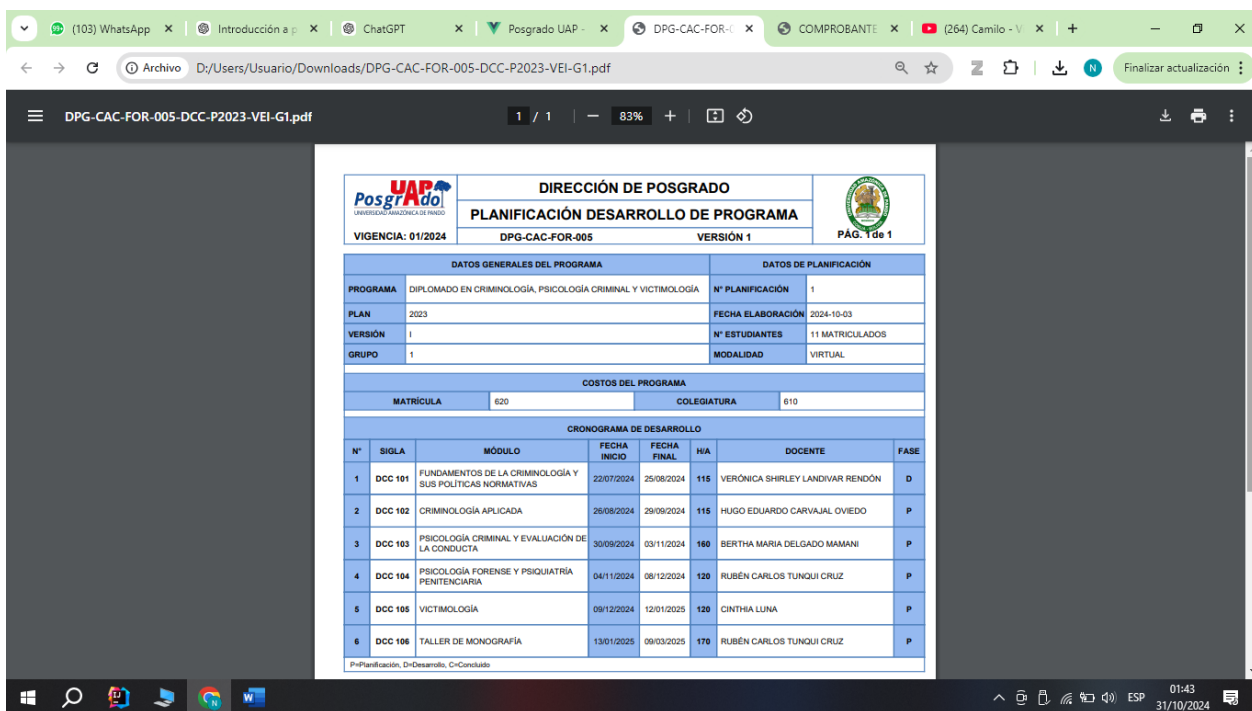 (103) WhatsApp
Introducción a p
ChatGPT
Posgrado UAP -
DPG-CAC-FOR-0
COMPROBANTE
(264) Camilo - V
Archivo D:/Users/Usuario/Downloads/DPG-CAC-FOR-005-DCC-P2023-VEI-G1.pdf
N
Finalizar actualización
DPG-CAC-FOR-005-DCC-P2023-VEI-G1.pdf
1 / 1
83%
UAP
PosgrAdo
UNIVERSIDAD AMAZÓNICA DE PANDO
DIRECCIÓN DE POSGRADO
PLANIFICACIÓN DESARROLLO DE PROGRAMA
VIGENCIA: 01/2024 DPG-CAC-FOR-005 VERSIÓN 1 PÁG. 1 de 1
DATOS GENERALES DEL PROGRAMA DATOS DE PLANIFICACIÓN
PROGRAMA DIPLOMADO EN CRIMINOLOGÍA, PSICOLOGÍA CRIMINAL Y VICTIMOLOGÍA N° PLANIFICACIÓN 1
PLAN 2023 FECHA ELABORACIÓN 2024-10-03
VERSIÓN I N° ESTUDIANTES 11 MATRICULADOS
GRUPO 1 MODALIDAD VIRTUAL
COSTOS DEL PROGRAMA
MATRÍCULA 620 COLEGIATURA 610
CRONOGRAMA DE DESARROLLO
N° SIGLA MÓDULO FECHA INICIO FECHA FINAL H/A DOCENTE FASE
1 DCC 101 FUNDAMENTOS DE LA CRIMINOLOGÍA Y SUS POLÍTICAS NORMATIVAS 22/07/2024 25/08/2024 115 VERÓNICA SHIRLEY LANDIVAR RENDÓN D
2 DCC 102 CRIMINOLOGÍA APLICADA 26/08/2024 29/09/2024 115 HUGO EDUARDO CARVAJAL OVIEDO P
3 DCC 103 PSICOLOGÍA CRIMINAL Y EVALUACIÓN DE LA CONDUCTA 30/09/2024 03/11/2024 160 BERTHA MARIA DELGADO MAMANI P
4 DCC 104 PSICOLOGÍA FORENSE Y PSIQUIATRÍA PENITENCIARIA 04/11/2024 08/12/2024 120 RUBÉN CARLOS TUNQUI CRUZ P
5 DCC 105 VICTIMOLOGÍA 09/12/2024 12/01/2025 120 CINTHIA LUNA P
6 DCC 106 TALLER DE MONOGRAFÍA 13/01/2025 09/03/2025 170 RUBÉN CARLOS TUNQUI CRUZ P
P=Planificación, D=Desarrollo, C=Concluido
ESP
01:43
31/10/2024